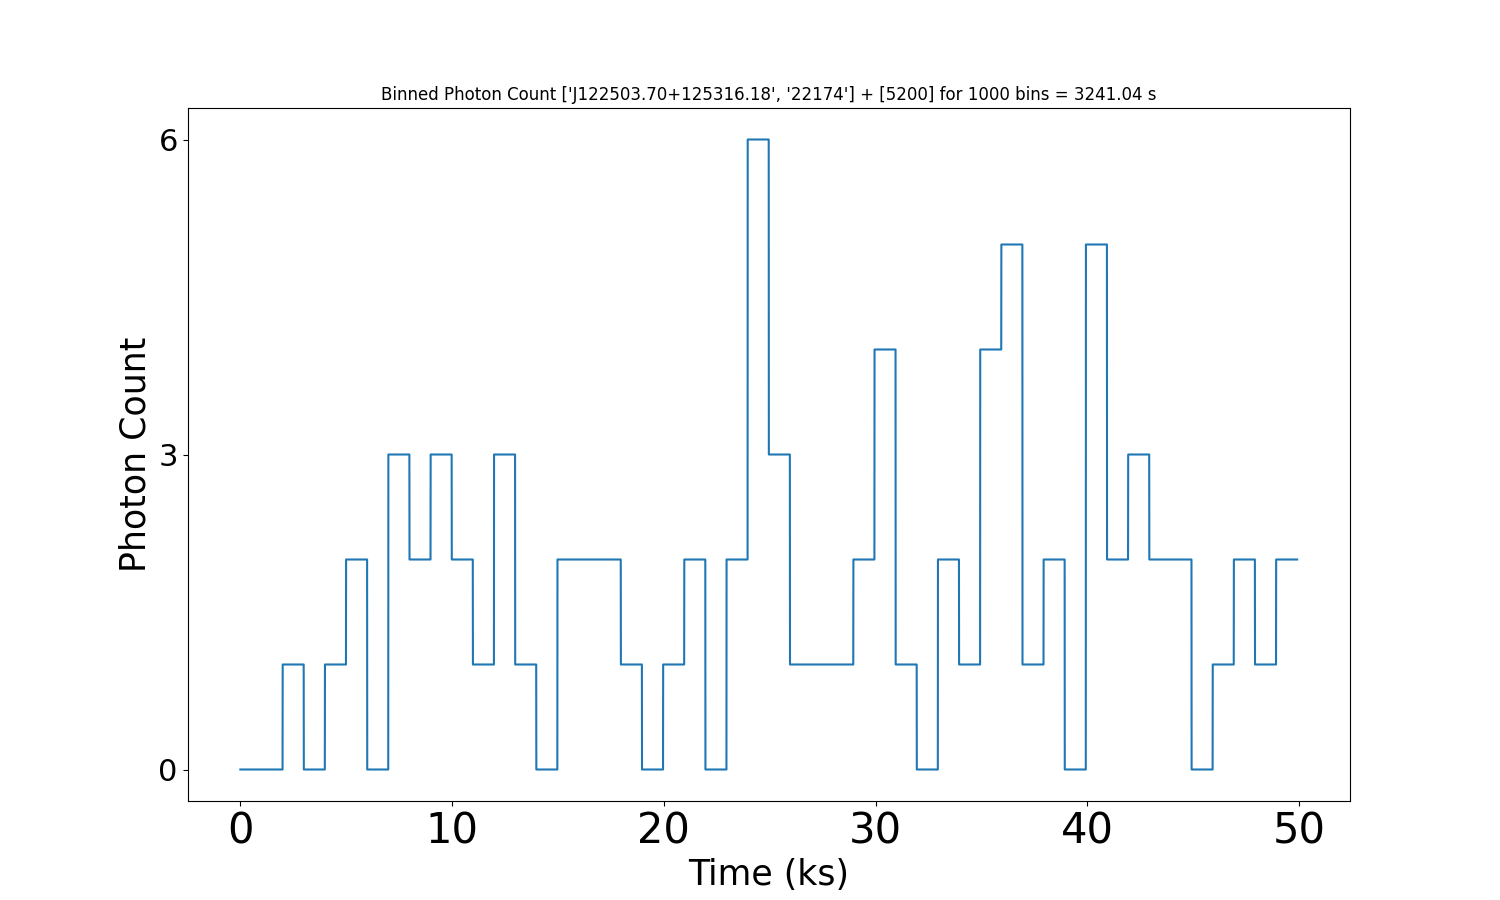 Binned Photon Count ['J122503.70+125316.18', '22174'] + [5200] for 1000 bins = 3241.04 s
6
3
0
Photon Count
0 10 20 30 40 50
Time (ks)